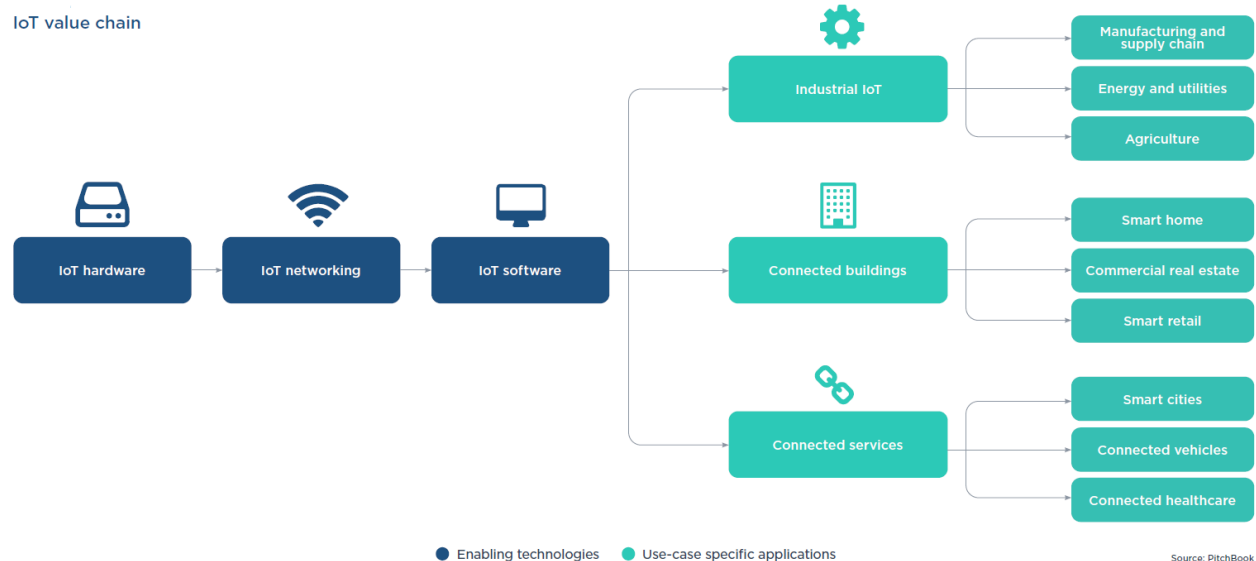 IoT value chain
IoT hardware
IoT networking
IoT software
Industrial IoT
Manufacturing and
supply chain
Energy and utilities
Agriculture
Connected buildings
Smart home
Commercial real estate
Smart retail
Connected services
Smart cities
Connected vehicles
Connected healthcare
Enabling technologies
Use-case specific applications
Source: PitchBook